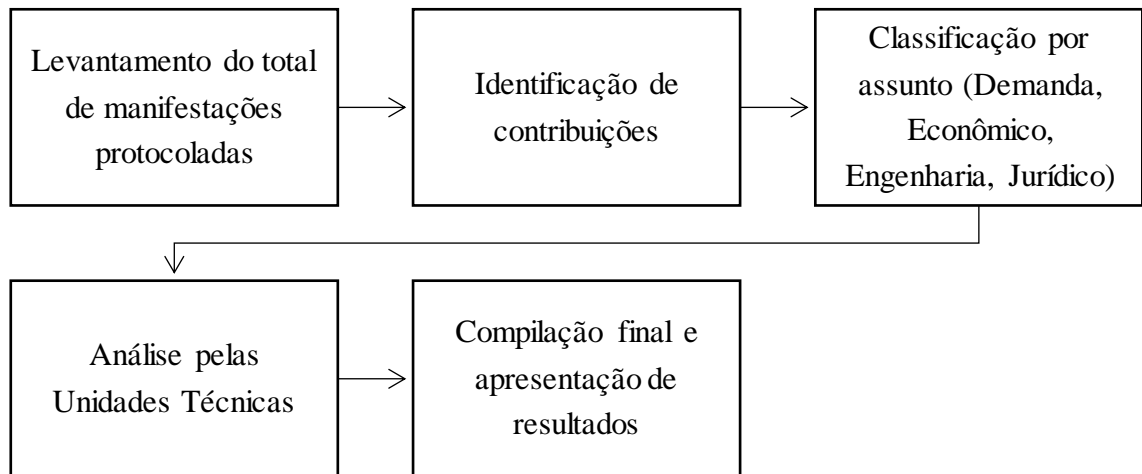 Levantamento do total
de manifestações
protocoladas
Identificação de
contribuições
Classificação por
assunto (Demanda,
Econômico,
Engenharia, Jurídico)
Análise pelas
Unidades Técnicas
Compilação final e
apresentação de
resultados